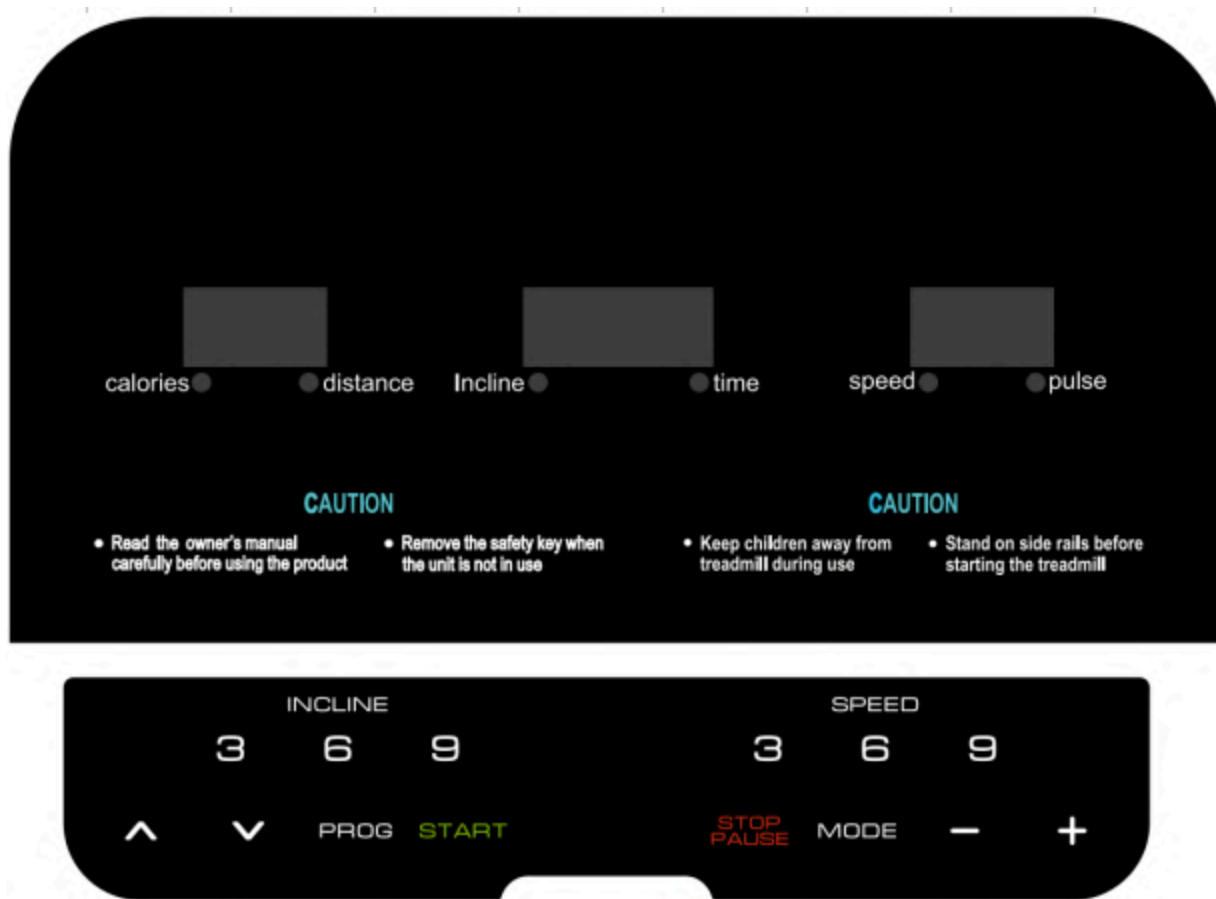 calories distance Incline time speed pulse
CAUTION
• Read the owner's manual
carefully before using the product
• Remove the safety key when
the unit is not in use
CAUTION
• Keep children away from
treadmill during use
• Stand on side rails before
starting the treadmill
INCLINE
3 6 9
SPEED
3 6 9
PROG START
STOP
PAUSE
MODE − +